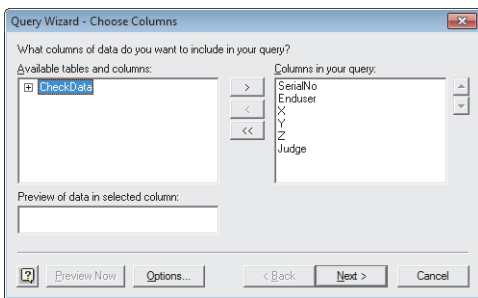 Query Wizard - Choose Columns
What columns of data do you want to include in your query?
Available tables and columns:
Columns in your query:
CheckData
>
<
<<
SerialNo
Enduser
X
Y
Z
Judge
Preview of data in selected column:
Preview Now
Options...
< Back
Next >
Cancel